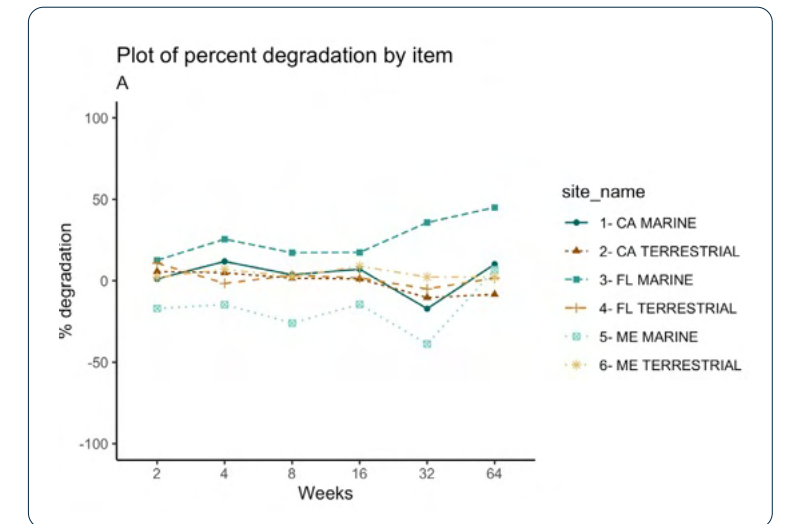 Plot of percent degradation by item
A
100
50
0
-50
-100
% degradation
2 4 8 16 32 64
Weeks
site_name
1- CA MARINE
2- CA TERRESTRIAL
3- FL MARINE
4- FL TERRESTRIAL
5- ME MARINE
6- ME TERRESTRIAL